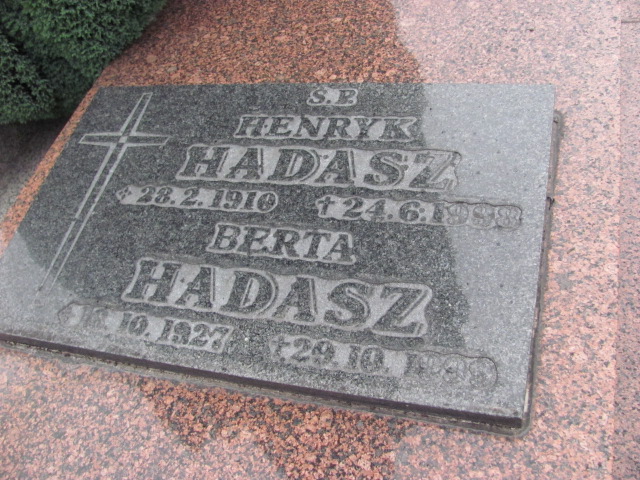 Ś.P.
HENRYK
HADASZ
*28.2.1910 †24.6.1988
BERTA
HADASZ
10.1927 †29.10.